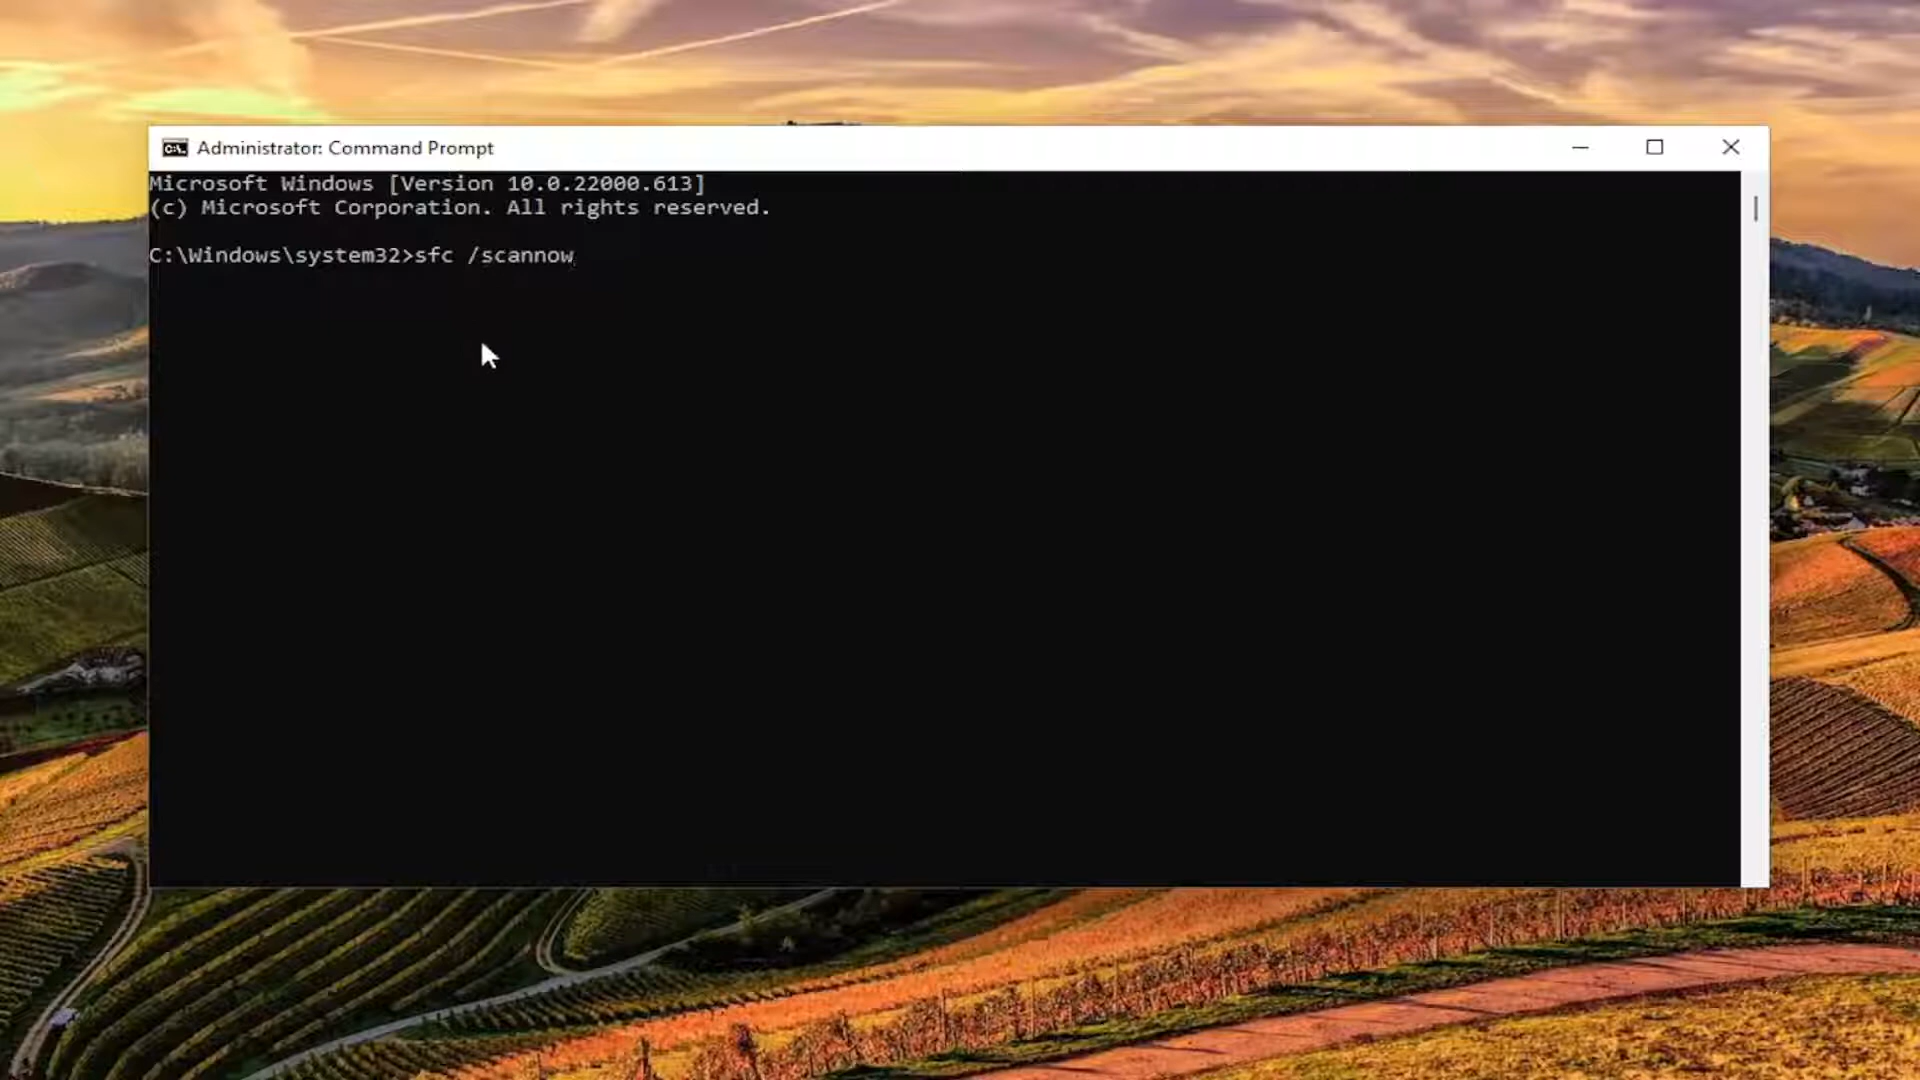 Administrator: Command Prompt
Microsoft Windows [Version 10.0.22000.613]
(c) Microsoft Corporation. All rights reserved.
C:\Windows\system32>sfc /scannow